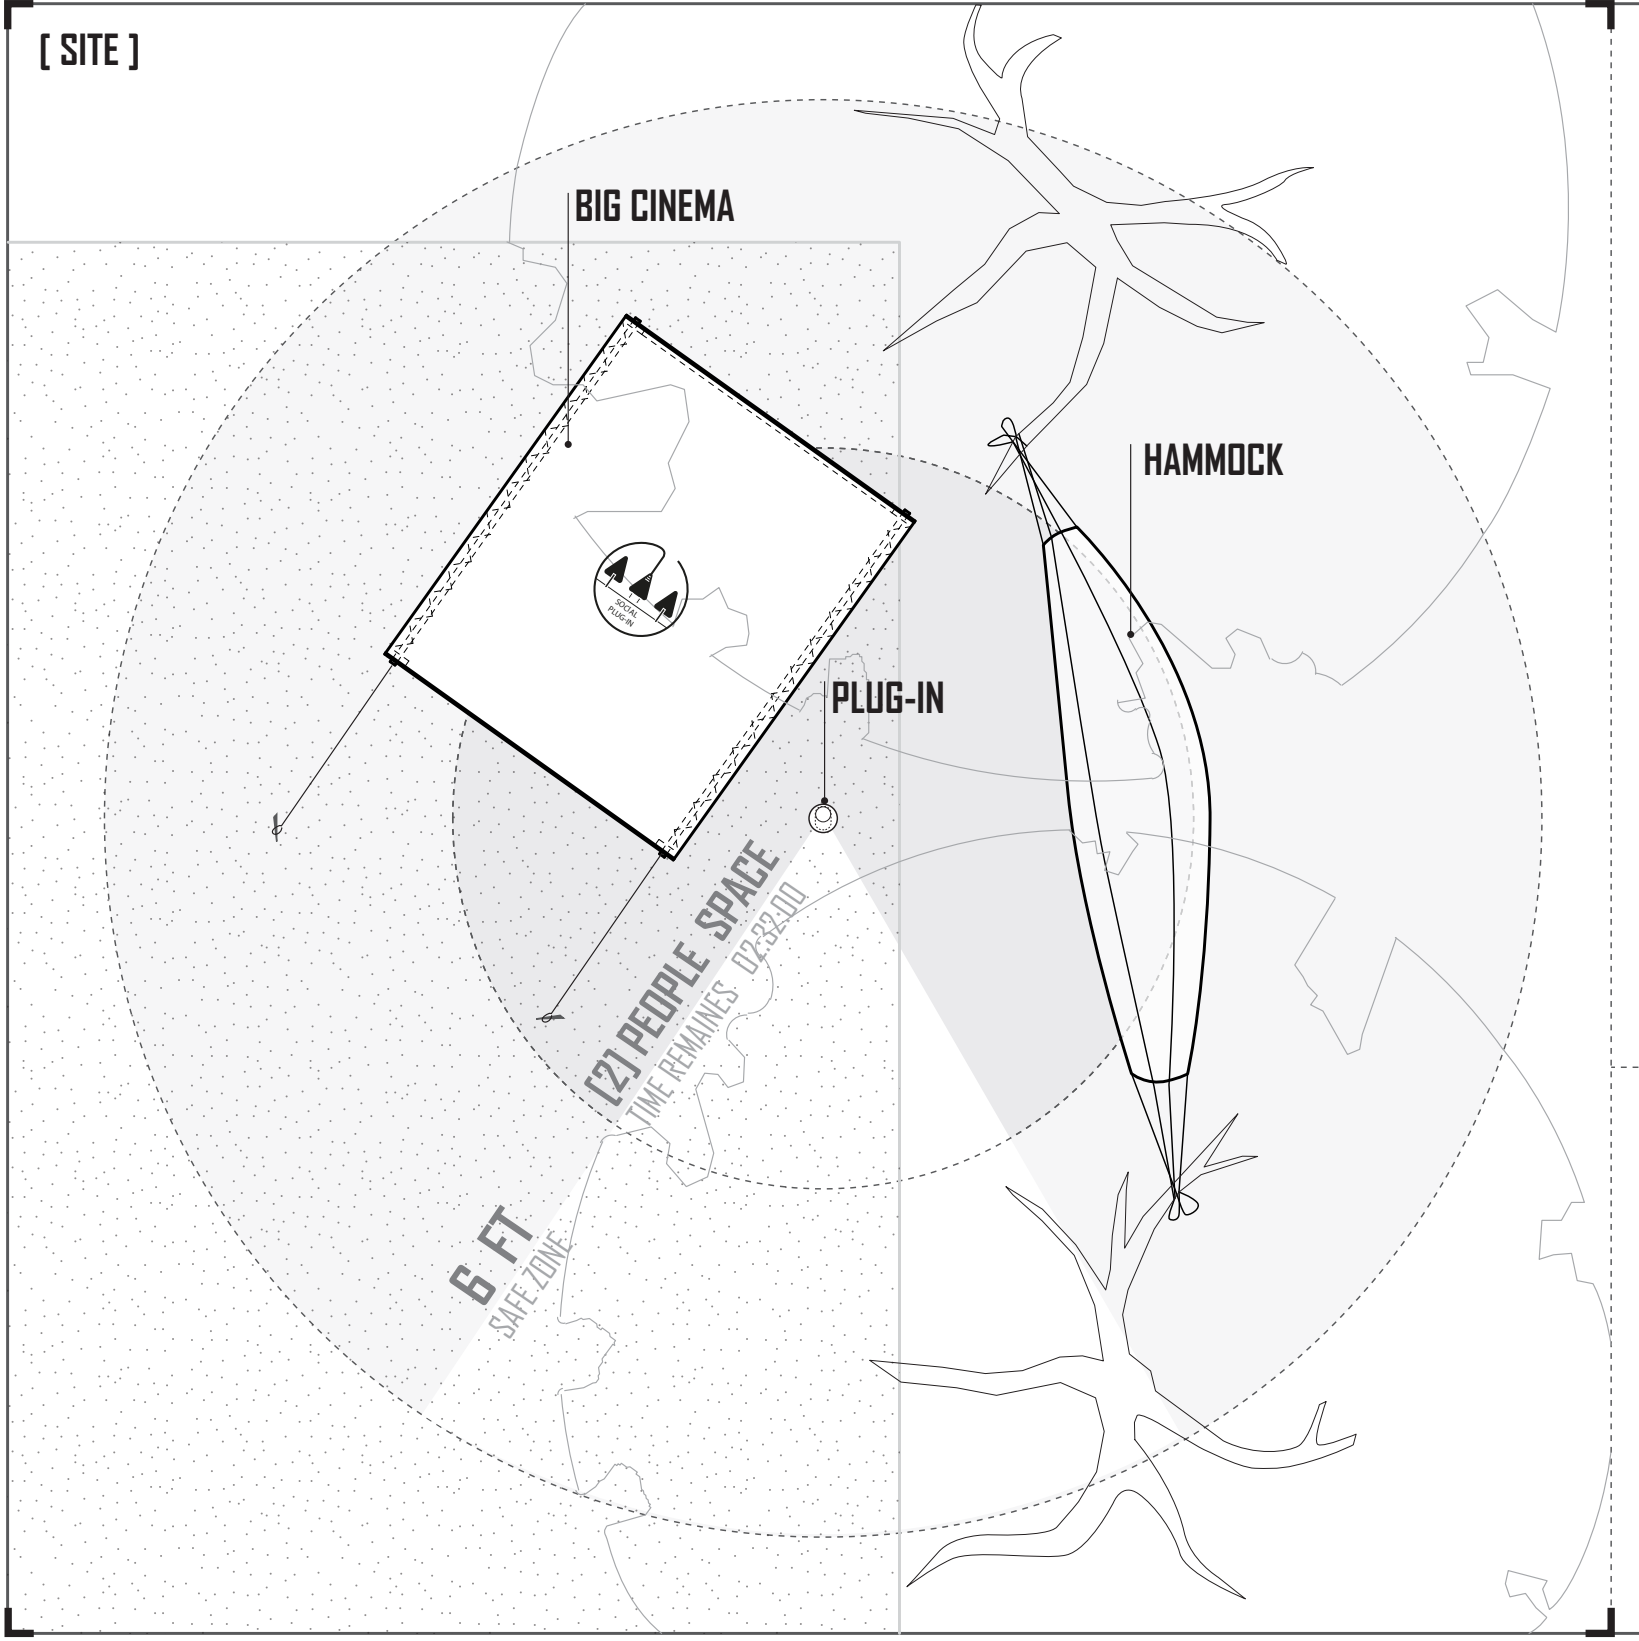 [ SITE ]
BIG CINEMA
HAMMOCK
SOCIAL
PLUG-IN
PLUG-IN
[2] PEOPLE SPACE
TIME REMAINES 02:32:00
6 FT
SAFE ZONE